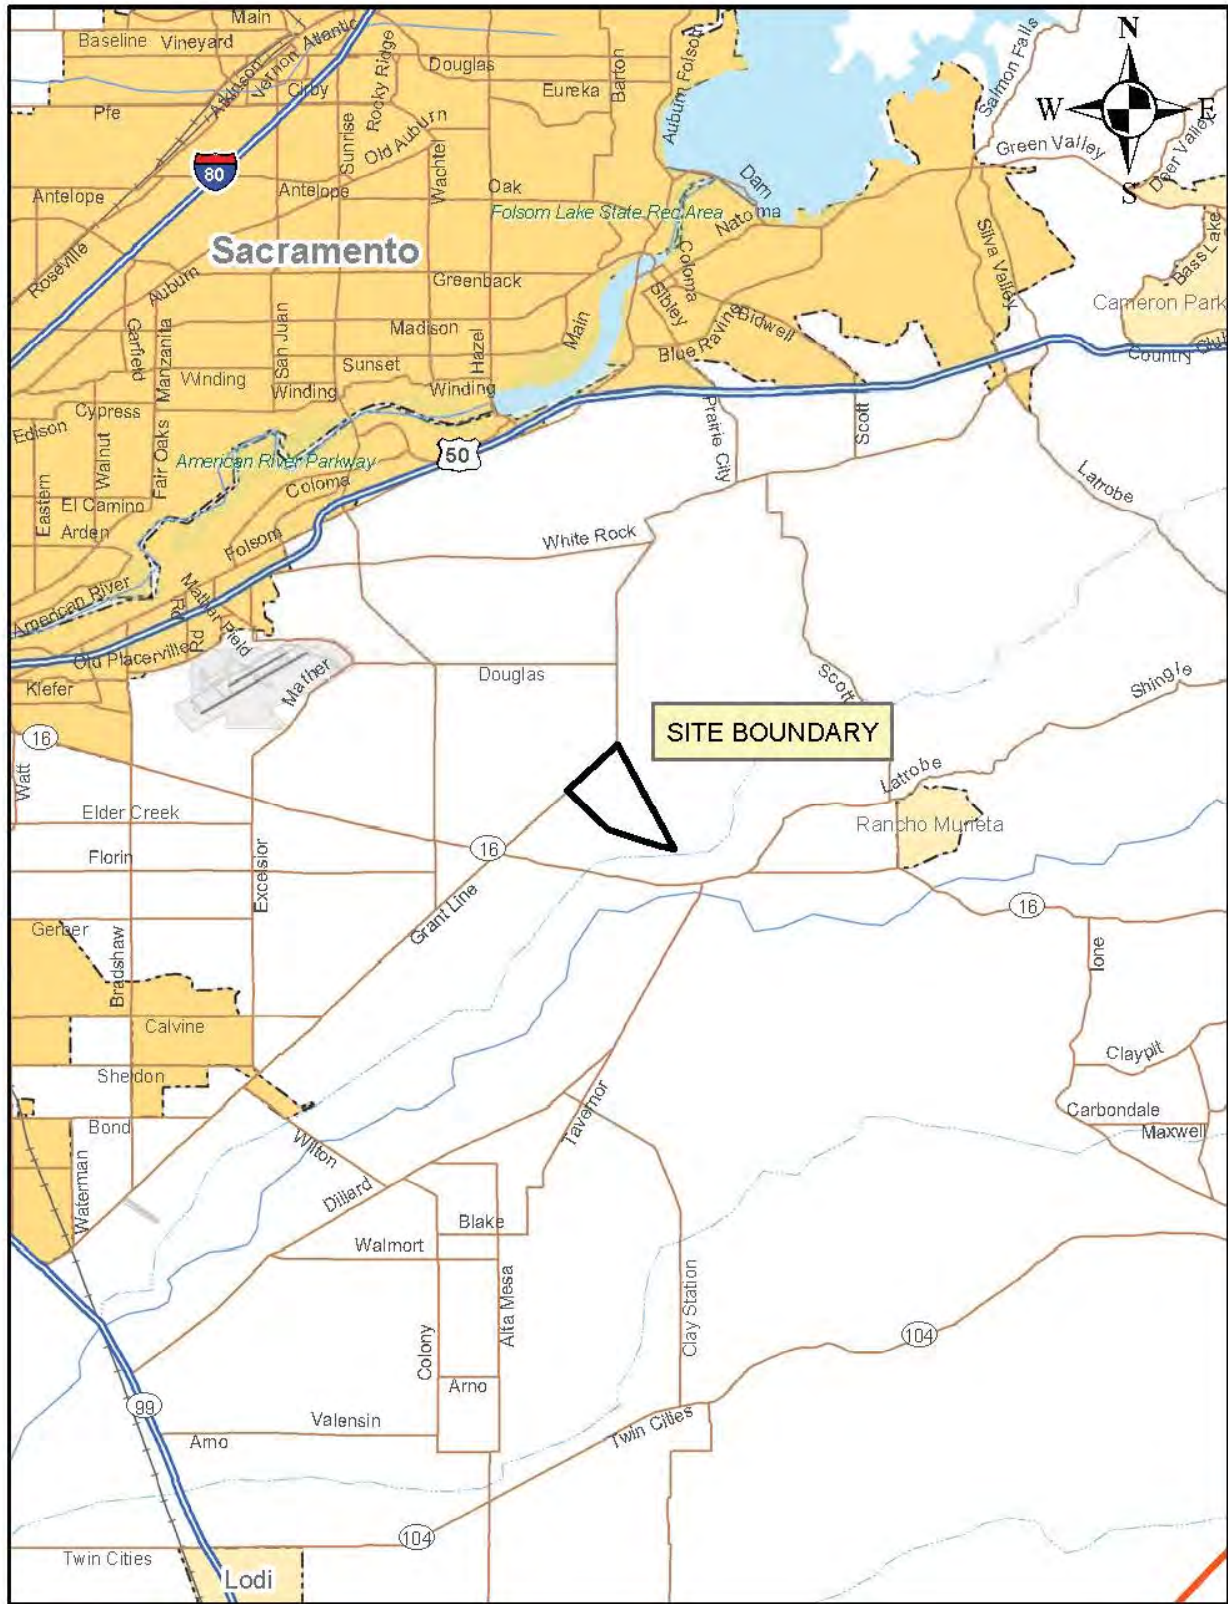 Main
N
Baseline
Vineyard
Atlantic
Vernon
Atkinson
Rocky Ridge
Douglas
Barton
Auburn Folsom
Salmon Falls
Cirby
Eureka
Pfe
W
E
Sunrise
Old Auburn
Wachtel
Green Valley
Deer Valley
80
Antelope
Antelope
Oak
Dam
S
Folsom Lake State Rec Area
Natoma
Sacramento
Silva Valley
Bass Lake
Roseville
Auburn
Greenback
Coloma
Sibley
Cameron Park
Garfield
Manzanita
San Juan
Madison
Hazel
Main
Bidwell
Blue Ravine
Country Club
Sunset
Winding
Winding
Winding
Cypress
Edison
Walnut
Fair Oaks
Prairie City
Scott
50
American River Parkway
Latrobe
Coloma
Eastern
El Camino
Arden
Folsom
White Rock
American River
Mather Field
Rd
Rd
Old Placerville
Kiefer
Mather
Douglas
Scott
Shingle
SITE BOUNDARY
16
Watt
Latrobe
Elder Creek
Rancho Murieta
16
Florin
Excelsior
Grant Line
16
Gerber
Bradshaw
Ione
Calvine
Claypit
Sheldon
Carbondale
Bond
Maxwell
Tavernor
Wilton
Waterman
Dillard
Blake
Walmort
Alta Mesa
Clay Station
Colony
104
Arno
99
Valensin
Twin Cities
Arno
104
Twin Cities
Lodi